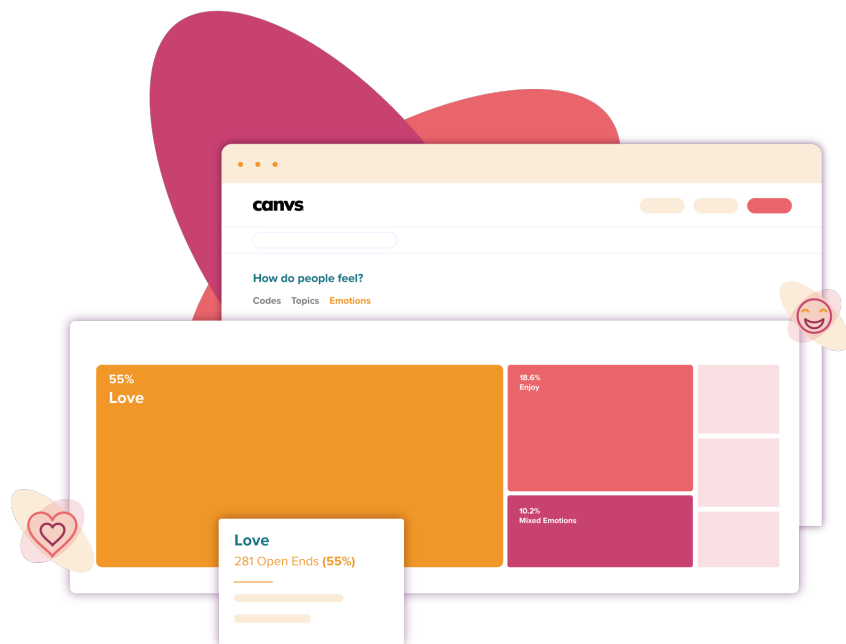 canvs
How do people feel?
Codes Topics Emotions
55%
Love
18.6%
Enjoy
10.2%
Mixed Emotions
Love
281 Open Ends (55%)